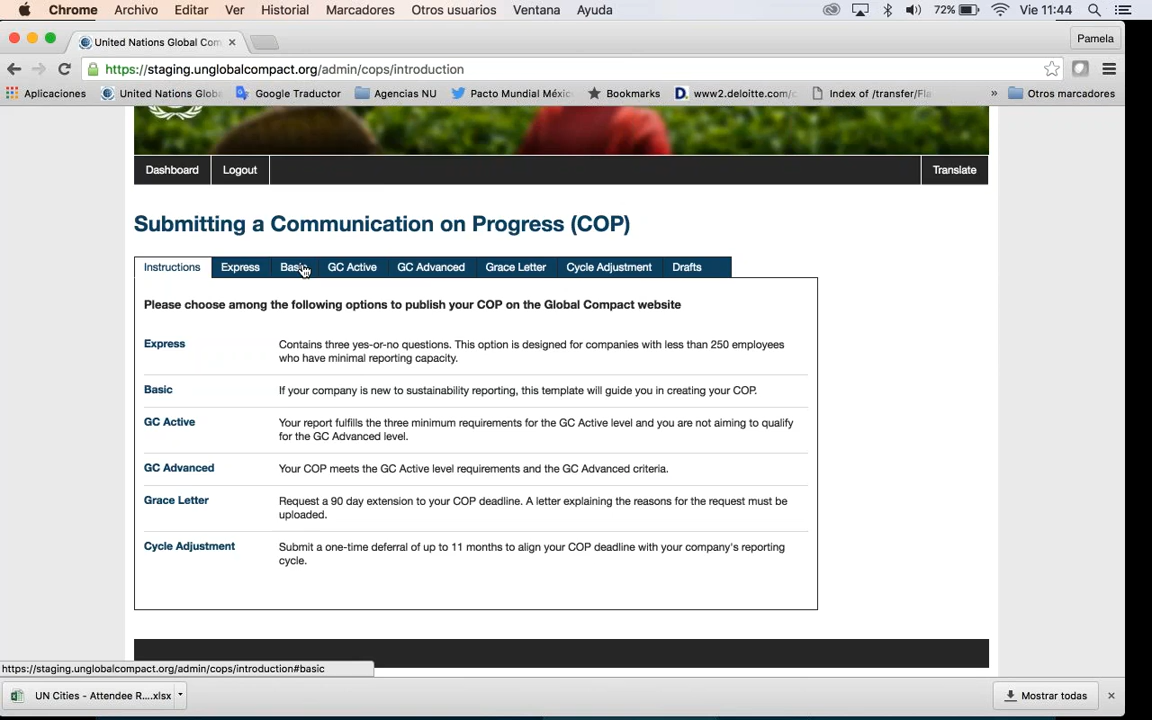 Chrome Archivo Editar Ver Historial Marcadores Otros usuarios Ventana Ayuda 72% Vie 11:44
United Nations Global Com Pamela
https://staging.unglobalcompact.org/admin/cops/introduction
Aplicaciones United Nations Globa Google Traductor Agencias NU Pacto Mundial Méxic Bookmarks www2.deloitte.com/c Index of /transfer/Fla » Otros marcadores
Dashboard Logout Translate
Submitting a Communication on Progress (COP)
Instructions Express Basic GC Active GC Advanced Grace Letter Cycle Adjustment Drafts
Please choose among the following options to publish your COP on the Global Compact website
Express Contains three yes-or-no questions. This option is designed for companies with less than 250 employees
who have minimal reporting capacity.
Basic If your company is new to sustainability reporting, this template will guide you in creating your COP.
GC Active Your report fulfills the three minimum requirements for the GC Active level and you are not aiming to qualify
for the GC Advanced level.
GC Advanced Your COP meets the GC Active level requirements and the GC Advanced criteria.
Grace Letter Request a 90 day extension to your COP deadline. A letter explaining the reasons for the request must be
uploaded.
Cycle Adjustment Submit a one-time deferral of up to 11 months to align your COP deadline with your company's reporting
cycle.
https://staging.unglobalcompact.org/admin/cops/introduction#basic
UN Cities - Attendee R....xlsx Mostrar todas